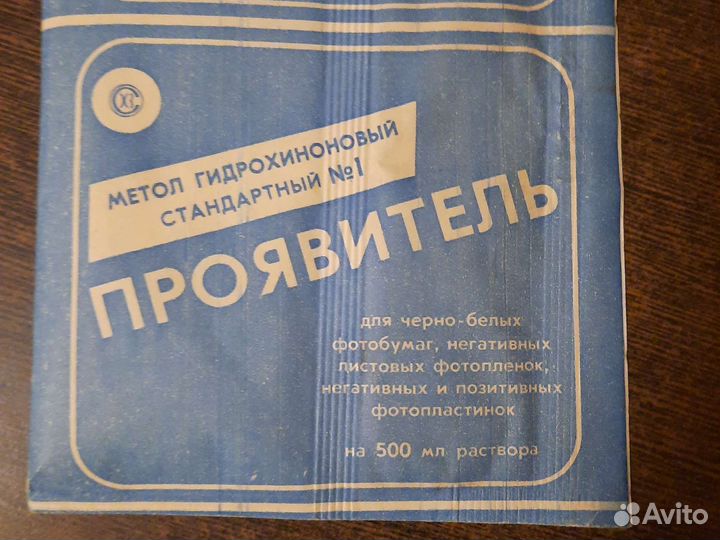 МЕТОЛ ГИДРОХИНОНОВЫЙ
СТАНДАРТНЫЙ №1
ПРОЯВИТЕЛЬ
для черно-белых
фотобумаг, негативных
листовых фотопленок,
негативных и позитивных
фотопластинок
на 500 мл раствора
Avito